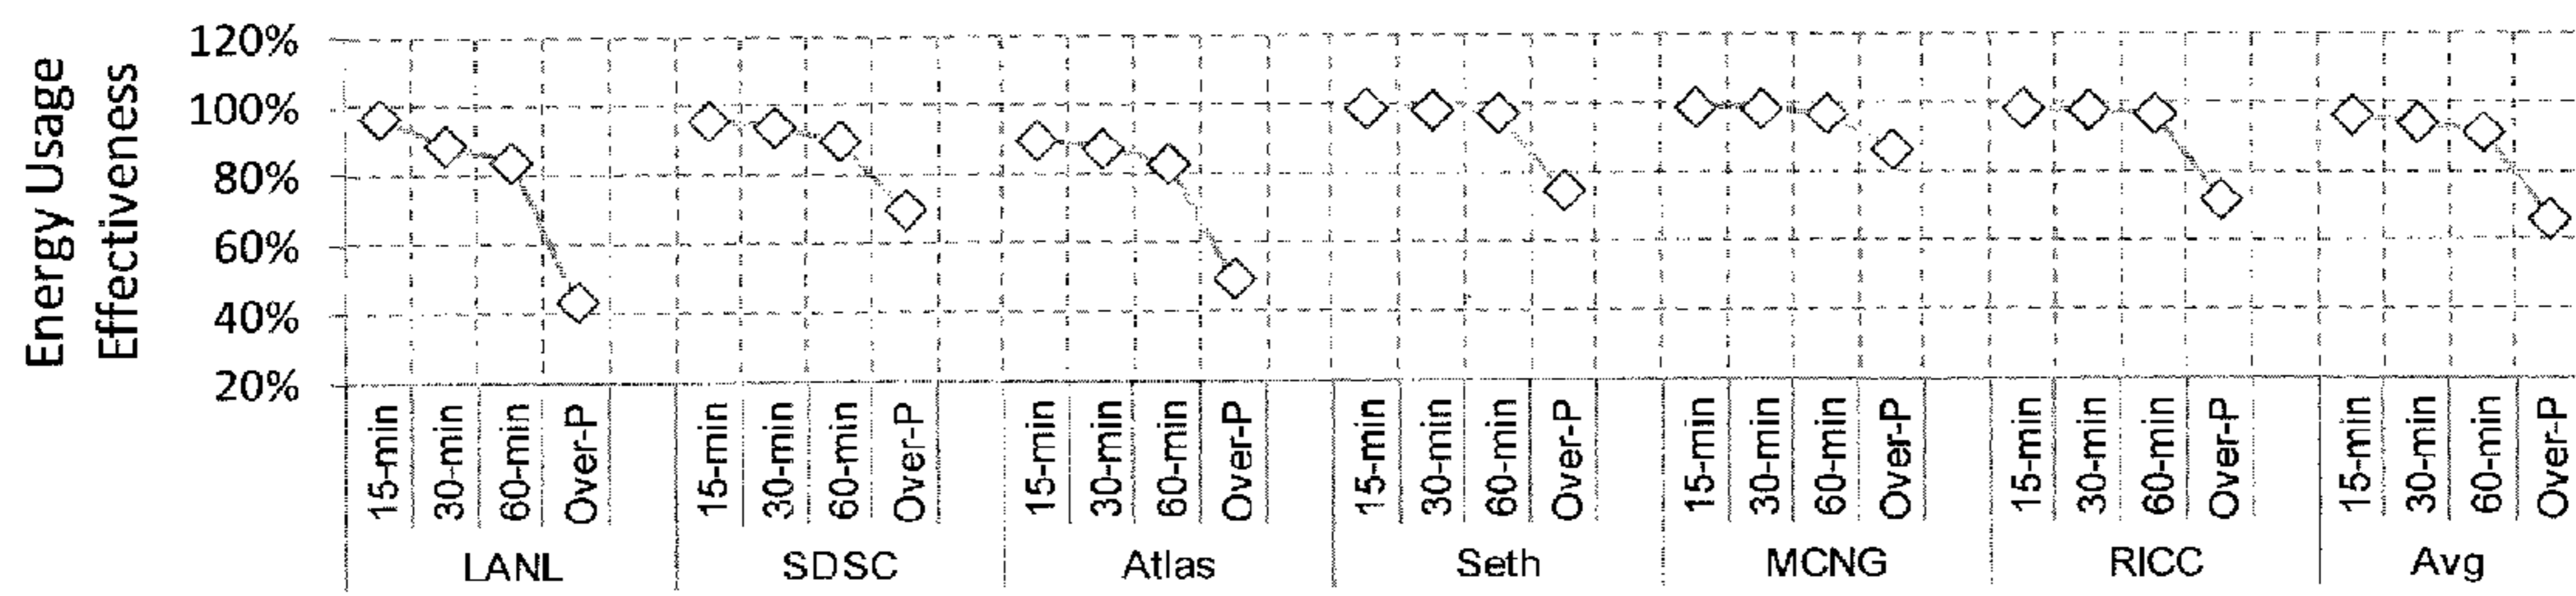 Energy Usage
Effectiveness
120%
100%
80%
60%
40%
20%
15-min 30-min 60-min Over-P 15-min 30-min 60-min Over-P 15-min 30-min 60-min Over-P 15-min 30-min 60-min Over-P 15-min 30-min 60-min Over-P 15-min 30-min 60-min Over-P 15-min 30-min 60-min Over-P
LANL SDSC Atlas Seth MCNG RICC Avg